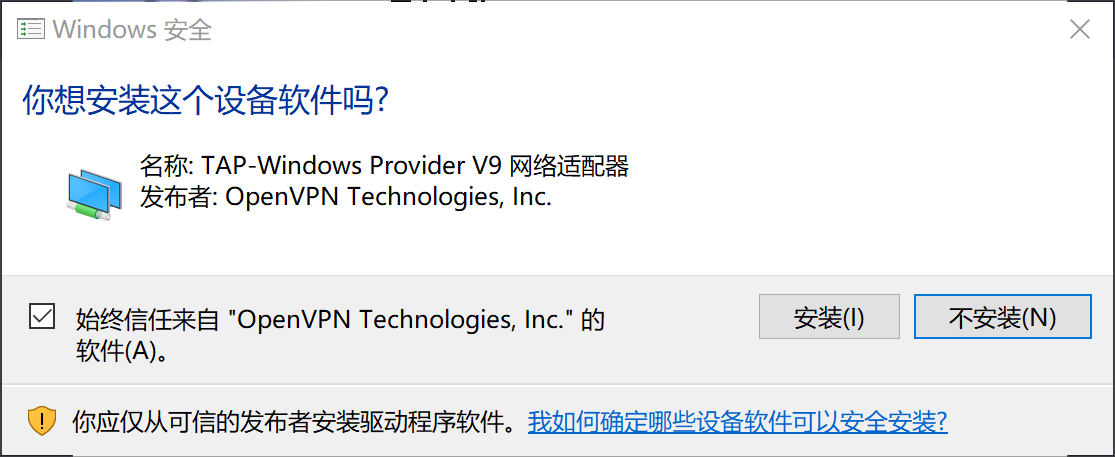 Windows 安全
你想安装这个设备软件吗?
名称: TAP-Windows Provider V9 网络适配器
发布者: OpenVPN Technologies, Inc.
始终信任来自 "OpenVPN Technologies, Inc." 的
软件(A)。
安装(I)
不安装(N)
你应仅从可信的发布者安装驱动程序软件。我如何确定哪些设备软件可以安全安装?